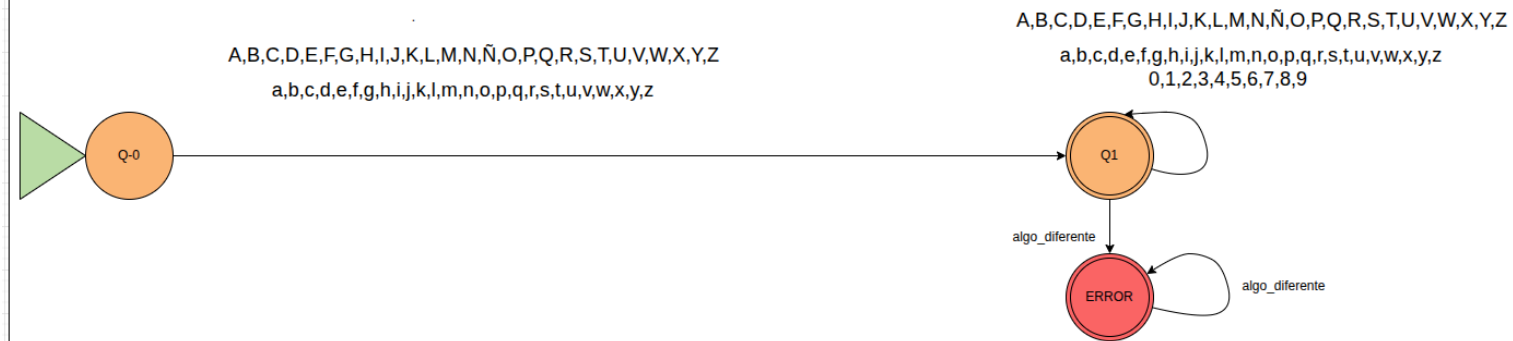 A,B,C,D,E,F,G,H,I,J,K,L,M,N,Ñ,O,P,Q,R,S,T,U,V,W,X,Y,Z
a,b,c,d,e,f,g,h,i,j,k,l,m,n,o,p,q,r,s,t,u,v,w,x,y,z
A,B,C,D,E,F,G,H,I,J,K,L,M,N,Ñ,O,P,Q,R,S,T,U,V,W,X,Y,Z
a,b,c,d,e,f,g,h,i,j,k,l,m,n,o,p,q,r,s,t,u,v,w,x,y,z
0,1,2,3,4,5,6,7,8,9
Q-0
Q1
algo_diferente
ERROR
algo_diferente